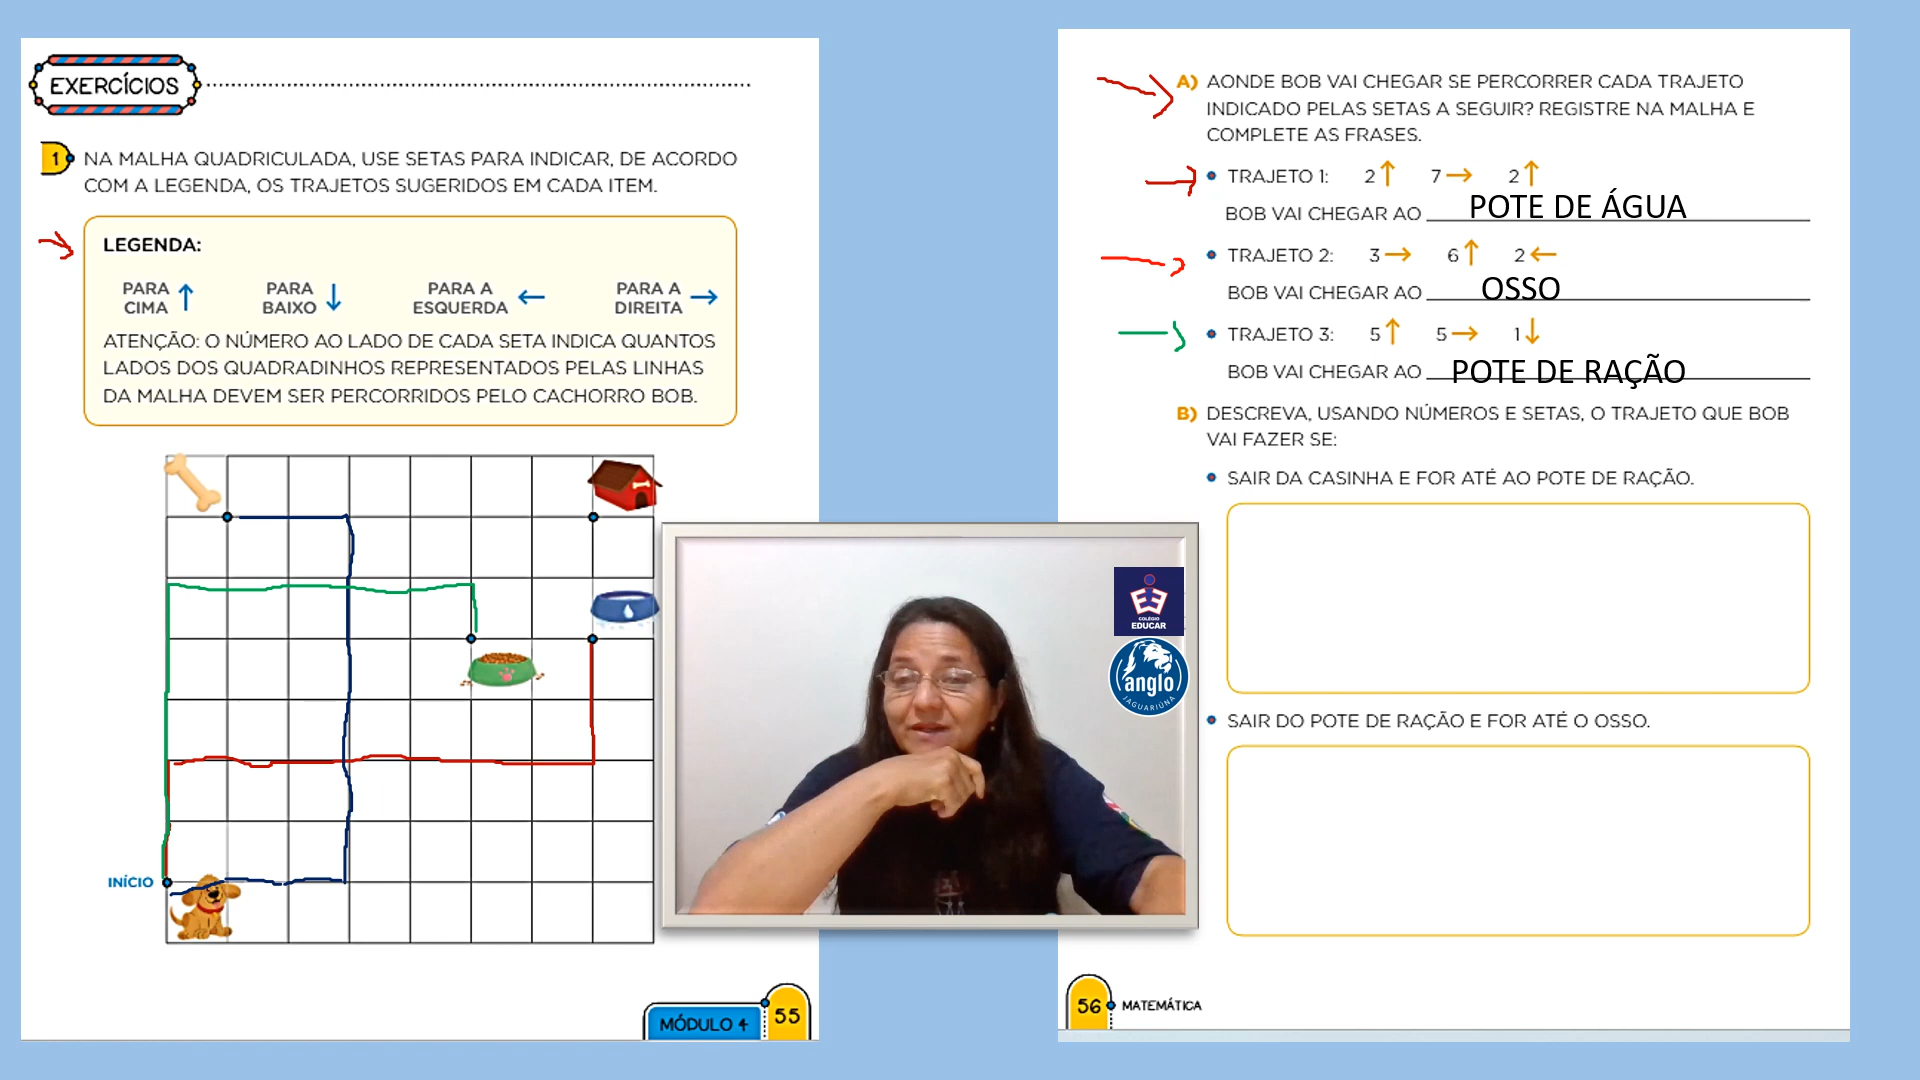 EXERCÍCIOS
1 NA MALHA QUADRICULADA, USE SETAS PARA INDICAR, DE ACORDO
COM A LEGENDA, OS TRAJETOS SUGERIDOS EM CADA ITEM.
LEGENDA:
PARA CIMA ↑ PARA BAIXO ↓ PARA A ESQUERDA ← PARA A DIREITA →
ATENÇÃO: O NÚMERO AO LADO DE CADA SETA INDICA QUANTOS
LADOS DOS QUADRADINHOS REPRESENTADOS PELAS LINHAS
DA MALHA DEVEM SER PERCORRIDOS PELO CACHORRO BOB.
INÍCIO
MÓDULO 4 55
A) AONDE BOB VAI CHEGAR SE PERCORRER CADA TRAJETO
INDICADO PELAS SETAS A SEGUIR? REGISTRE NA MALHA E
COMPLETE AS FRASES.
• TRAJETO 1: 2↑ 7→ 2↑
BOB VAI CHEGAR AO POTE DE ÁGUA
• TRAJETO 2: 3→ 6↑ 2←
BOB VAI CHEGAR AO OSSO
• TRAJETO 3: 5↑ 5→ 1↓
BOB VAI CHEGAR AO POTE DE RAÇÃO
B) DESCREVA, USANDO NÚMEROS E SETAS, O TRAJETO QUE BOB
VAI FAZER SE:
• SAIR DA CASINHA E FOR ATÉ AO POTE DE RAÇÃO.
• SAIR DO POTE DE RAÇÃO E FOR ATÉ O OSSO.
COLÉGIO
EDUCAR
anglo
JAGUARIÚNA
56 MATEMÁTICA